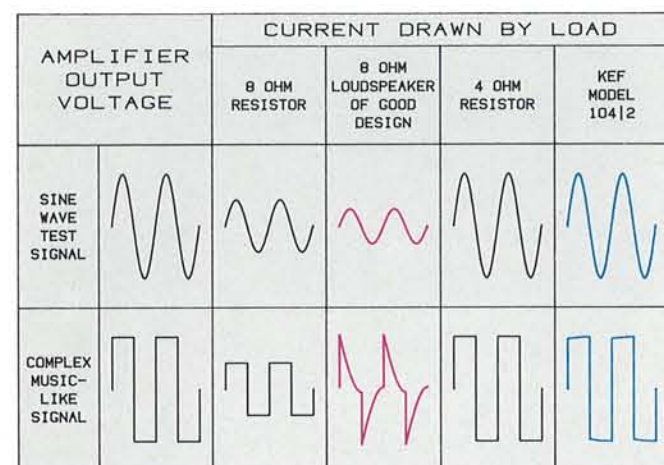 AMPLIFIER
OUTPUT
VOLTAGE
CURRENT DRAWN BY LOAD
8 OHM
RESISTOR
8 OHM
LOUDSPEAKER
OF GOOD
DESIGN
4 OHM
RESISTOR
KEF
MODEL
104|2
SINE
WAVE
TEST
SIGNAL
COMPLEX
MUSIC-
LIKE
SIGNAL